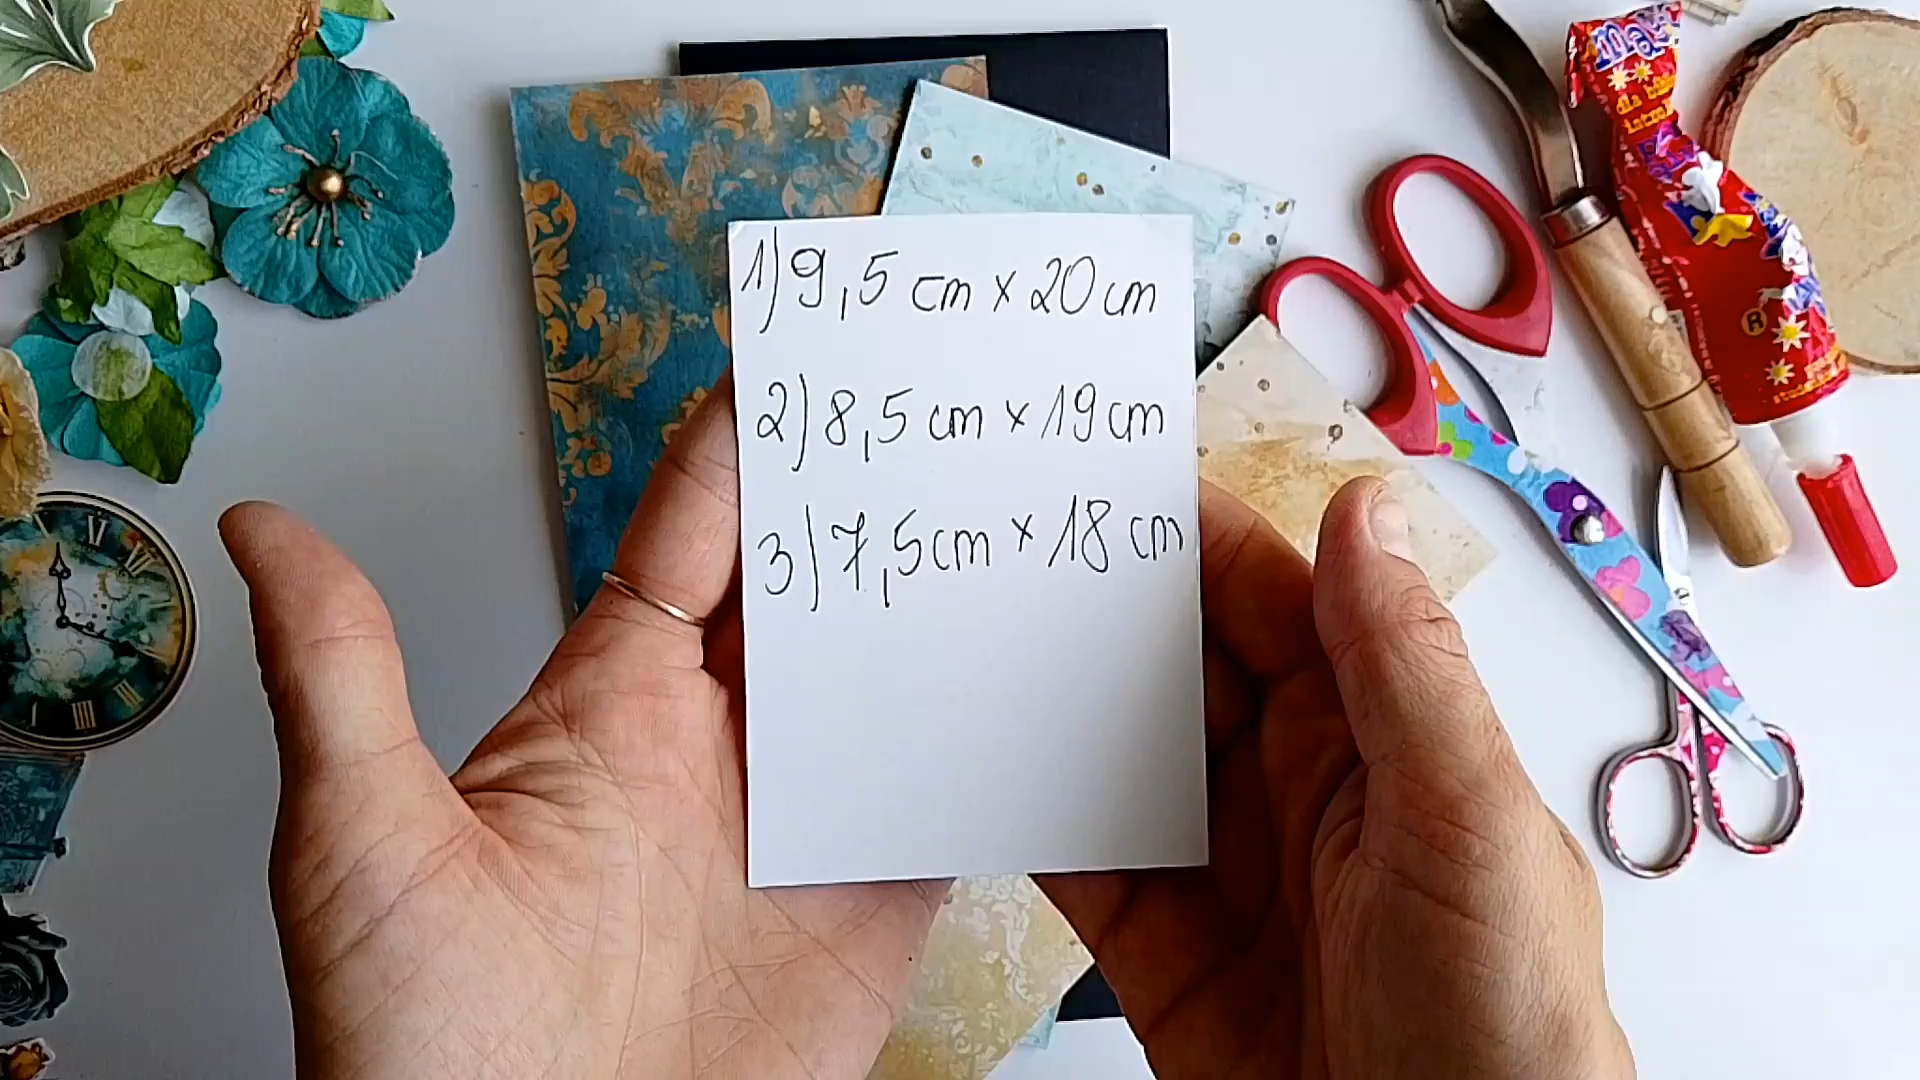 1) 9,5 cm x 20 cm
2) 8,5 cm x 19 cm
3) 7,5 cm x 18 cm